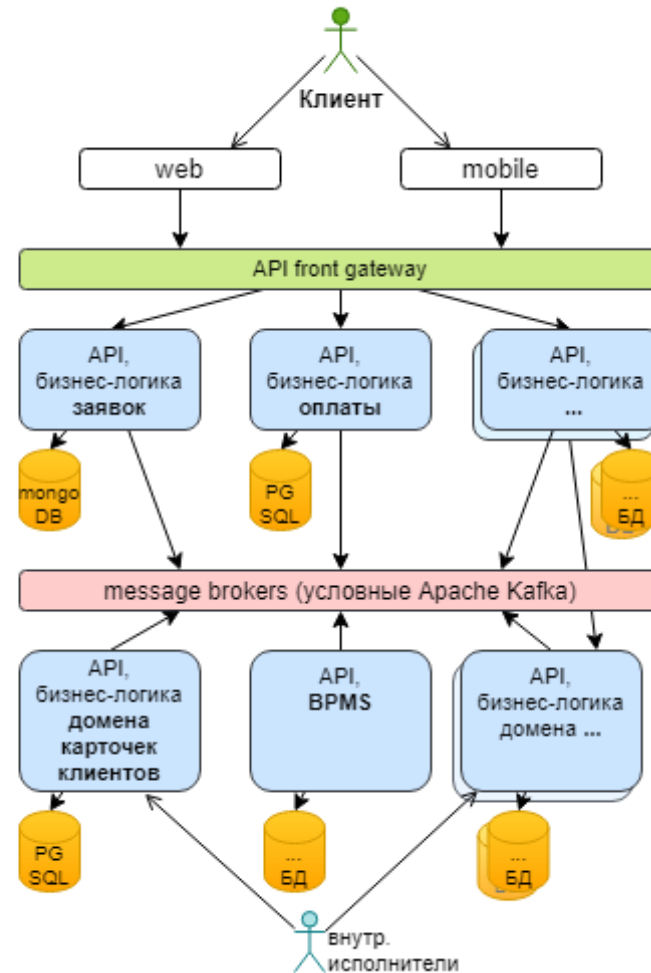 Клиент
web
mobile
API front gateway
API,
бизнес-логика
заявок
API,
бизнес-логика
оплаты
API,
бизнес-логика
...
mongo
DB
PG
SQL
...
БД
message brokers (условные Apache Kafka)
API,
бизнес-логика
домена
карточек
клиентов
API,
BPMS
API,
бизнес-логика
домена ...
PG
SQL
...
БД
...
БД
внутр.
исполнители